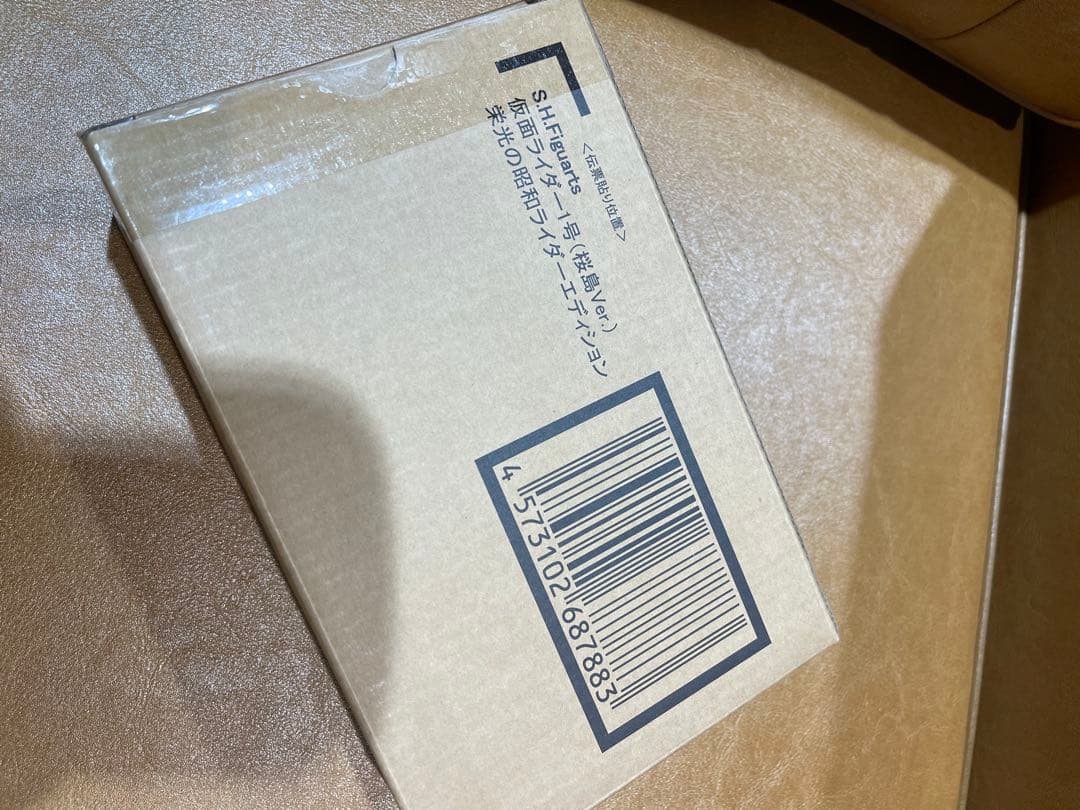 ＜伝票貼り位置＞
S.H.Figuarts
仮面ライダー1号(桜島Ver.)
栄光の昭和ライダーエディション
4 573102 687883